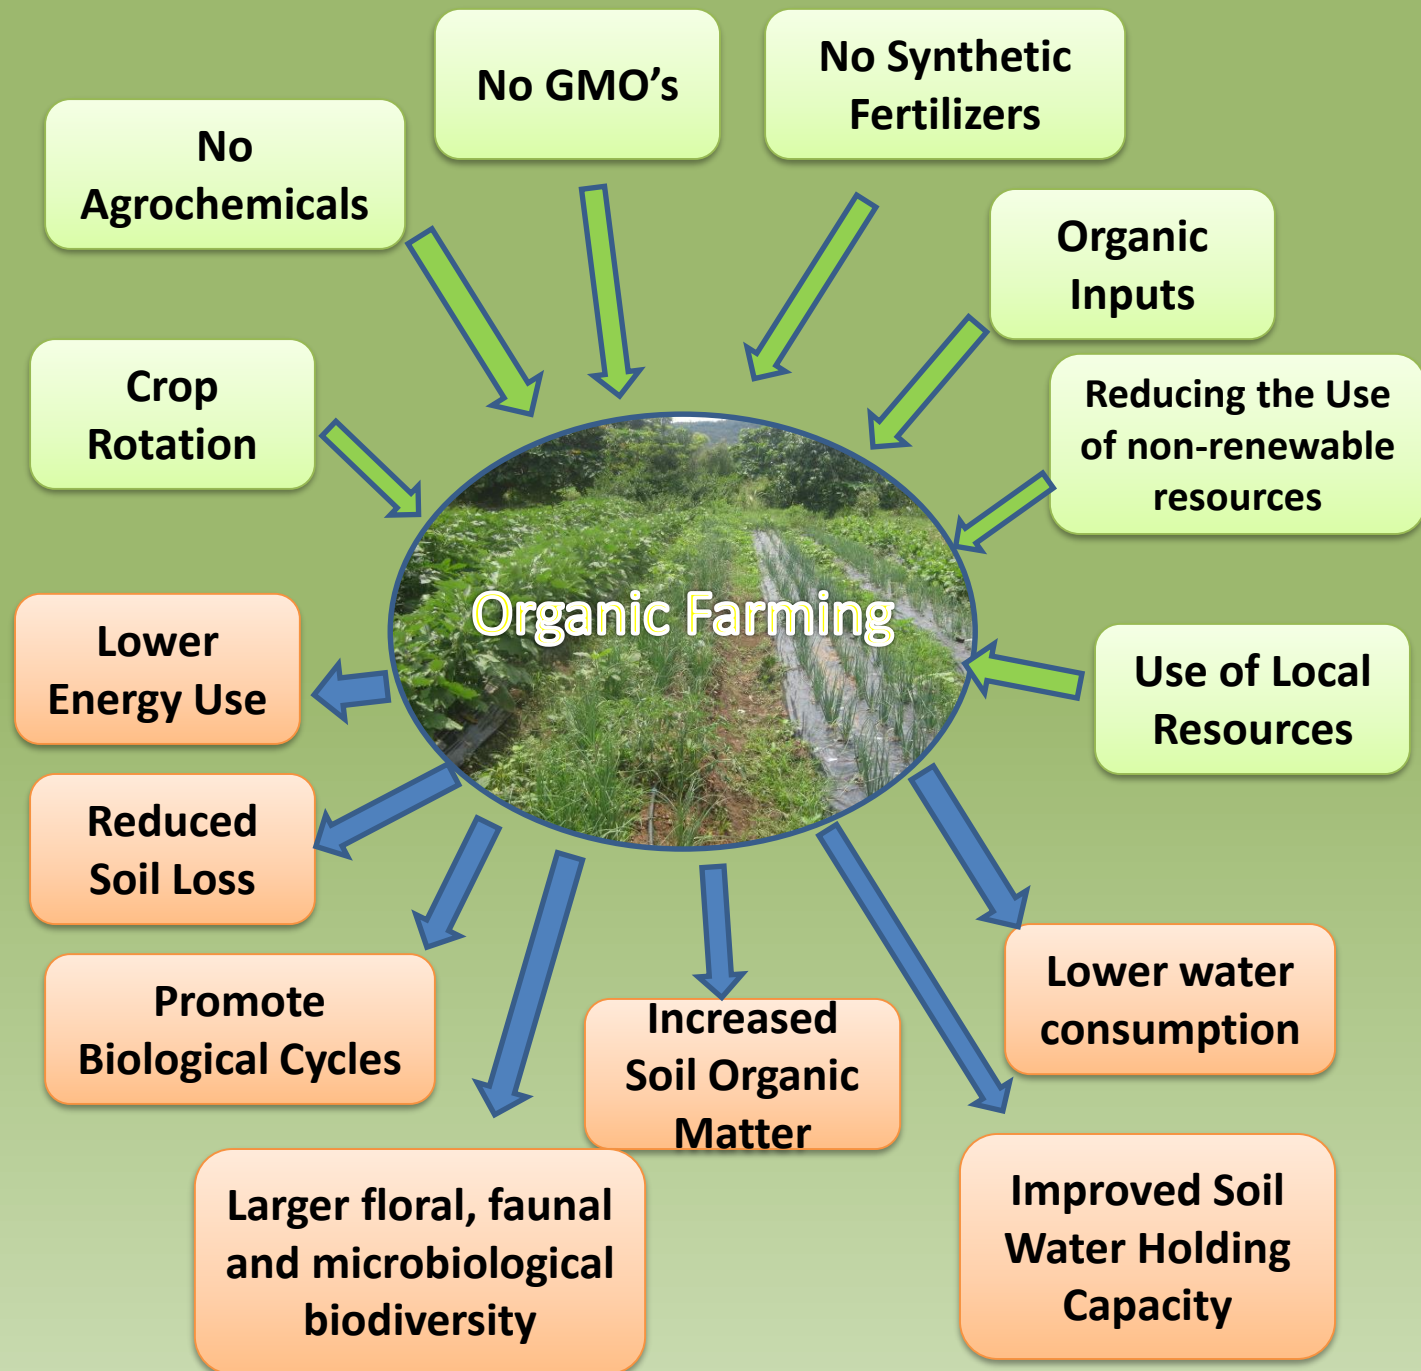 No GMO’s
No Synthetic
Fertilizers
No
Agrochemicals
Organic
Inputs
Crop
Rotation
Reducing the Use
of non-renewable
resources
Organic Farming
Lower
Energy Use
Use of Local
Resources
Reduced
Soil Loss
Promote
Biological Cycles
Increased
Soil Organic
Matter
Lower water
consumption
Larger floral, faunal
and microbiological
biodiversity
Improved Soil
Water Holding
Capacity